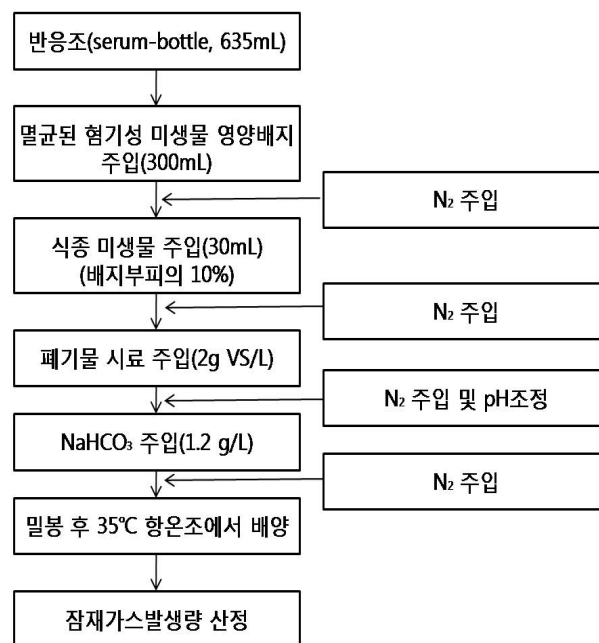 반응조(serum-bottle, 635mL)
멸균된 혐기성 미생물 영양배지
주입(300mL)
N₂ 주입
식종 미생물 주입(30mL)
(배지부피의 10%)
N₂ 주입
폐기물 시료 주입(2g VS/L)
N₂ 주입 및 pH조정
NaHCO₃ 주입(1.2 g/L)
N₂ 주입
밀봉 후 35℃ 항온조에서 배양
잠재가스발생량 산정